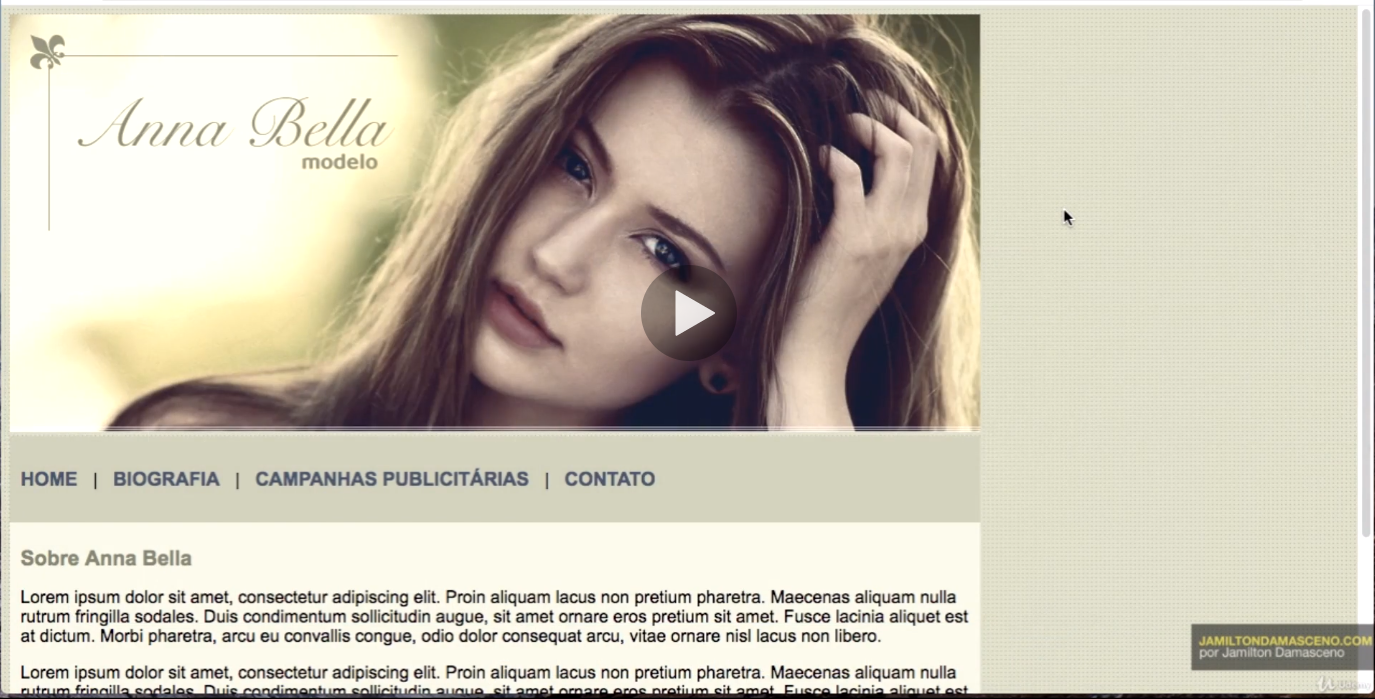 Anna Bella
modelo
HOME | BIOGRAFIA | CAMPANHAS PUBLICITÁRIAS | CONTATO
Sobre Anna Bella
Lorem ipsum dolor sit amet, consectetur adipiscing elit. Proin aliquam lacus non pretium pharetra. Maecenas aliquam nulla
rutrum fringilla sodales. Duis condimentum sollicitudin augue, sit amet ornare eros pretium sit amet. Fusce lacinia aliquet est
at dictum. Morbi pharetra, arcu eu convallis congue, odio dolor consequat arcu, vitae ornare nisl lacus non libero.
Lorem ipsum dolor sit amet, consectetur adipiscing elit. Proin aliquam lacus non pretium pharetra. Maecenas aliquam nulla
rutrum fringilla sodales. Duis condimentum sollicitudin augue, sit amet ornare eros pretium sit amet. Fusce lacinia aliquet est
JAMILTONDAMASCENO.COM
por Jamilton Damasceno
Udemy